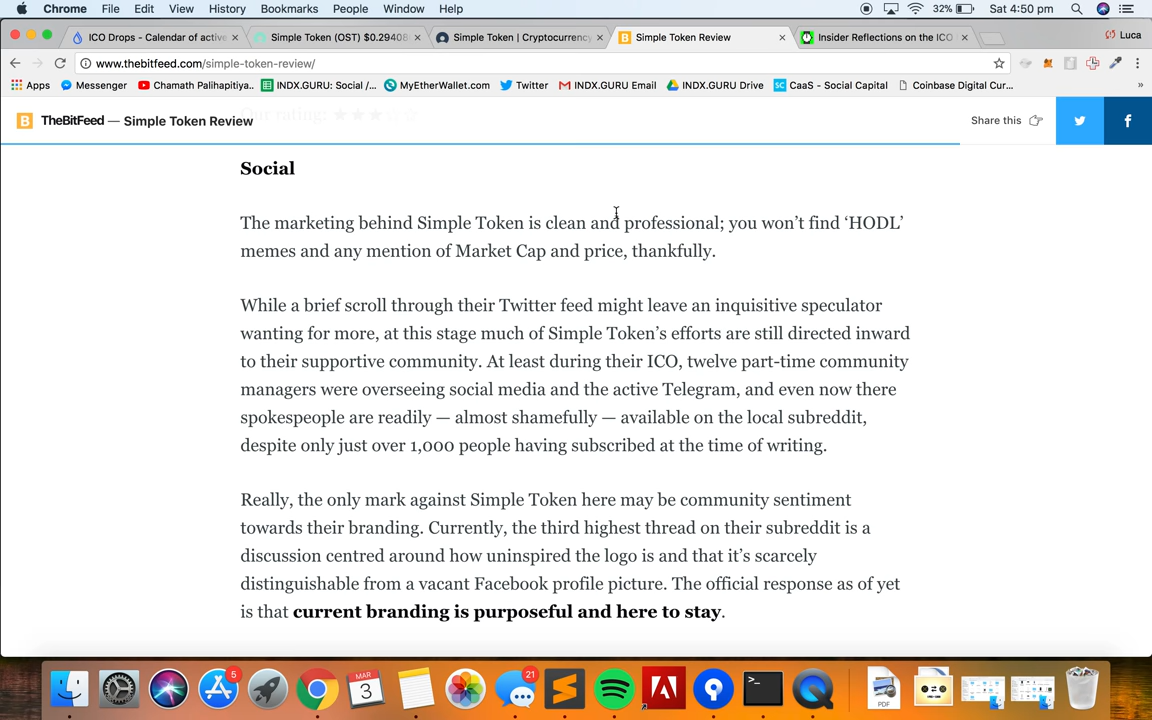 Chrome File Edit View History Bookmarks People Window Help 32% Sat 4:50 pm
ICO Drops - Calendar of active Simple Token (OST) $0.29408 Simple Token | Cryptocurrency Simple Token Review Insider Reflections on the ICO Luca
www.thebitfeed.com/simple-token-review/
Apps Messenger Chamath Palihapitiya.. INDX.GURU: Social /... MyEtherWallet.com Twitter INDX.GURU Email INDX.GURU Drive CaaS - Social Capital Coinbase Digital Cur... »
Our rating: ★★★☆☆
TheBitFeed — Simple Token Review Share this
Social
The marketing behind Simple Token is clean and professional; you won’t find ‘HODL’
memes and any mention of Market Cap and price, thankfully.
While a brief scroll through their Twitter feed might leave an inquisitive speculator
wanting for more, at this stage much of Simple Token’s efforts are still directed inward
to their supportive community. At least during their ICO, twelve part-time community
managers were overseeing social media and the active Telegram, and even now there
spokespeople are readily — almost shamefully — available on the local subreddit,
despite only just over 1,000 people having subscribed at the time of writing.
Really, the only mark against Simple Token here may be community sentiment
towards their branding. Currently, the third highest thread on their subreddit is a
discussion centred around how uninspired the logo is and that it’s scarcely
distinguishable from a vacant Facebook profile picture. The official response as of yet
is that current branding is purposeful and here to stay.
5 MAR 3 21 >_ PDF